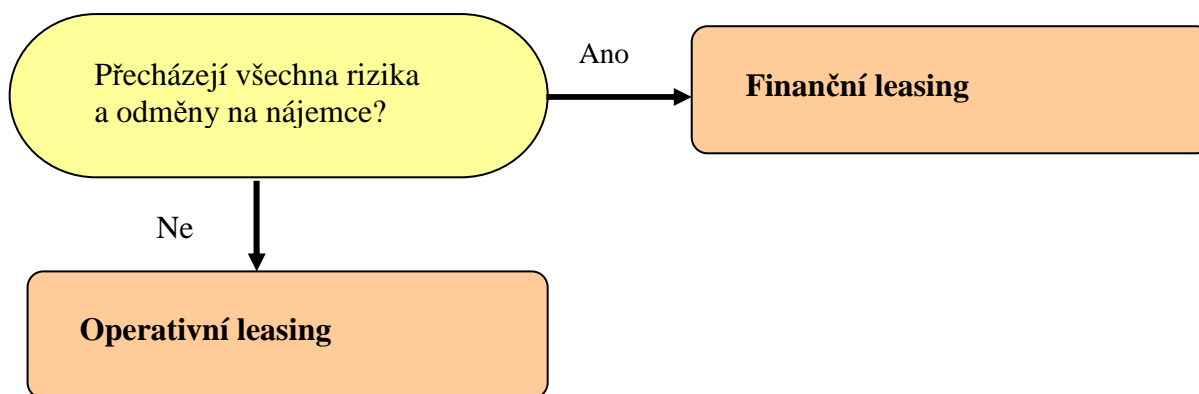 Přecházejí všechna rizika
a odměny na nájemce?
Ano
Finanční leasing
Ne
Operativní leasing